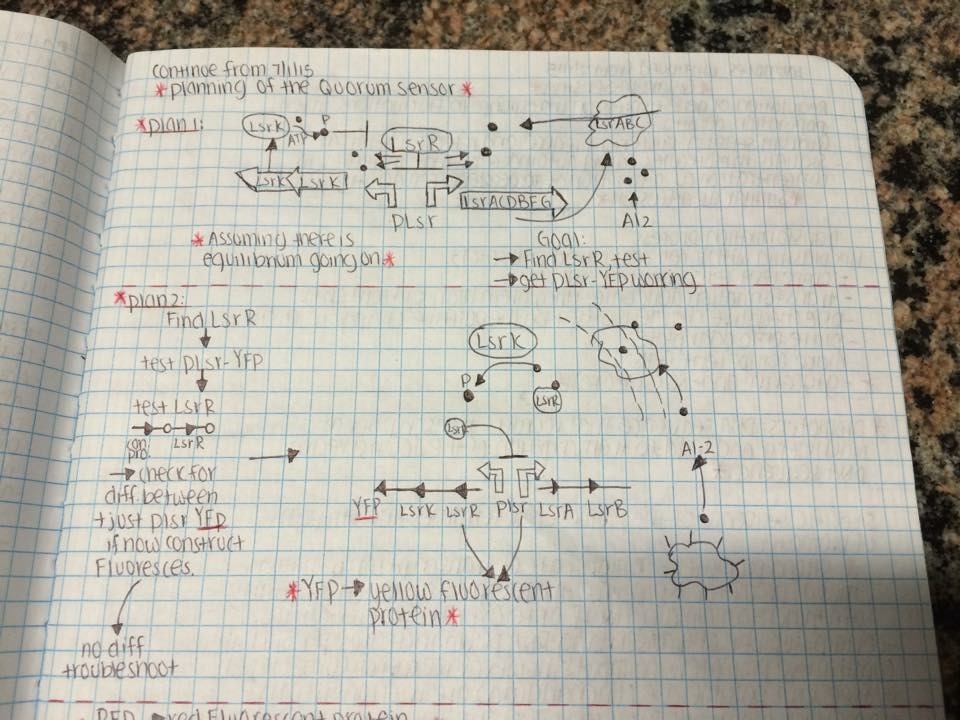 continue from 7/1/15
*planning of the Quorum sensor*
*plan 1:
LsrK
ATP
P
LsrR
LsrABC
LsrK LsrK
LsrACDBFG
PLsr
AI2
*Assuming there is
equilibrium going on*
Goal:
→ Find LsrR, test
→ get PLsr-YFP working
*plan 2:
Find LsrR
test PLsr-YFP
test LsrR
con.
pro.
LsrR
→ check for
diff between
+just plsr YFP
if now construct
Fluoresces.
no diff
troubleshoot
LsrK
P
LsrR
Lsr
AI-2
YFP LsrK LsrR Plsr LsrA LsrB
*YFP → yellow fluorescent
protein*
RFP → red Fluorescent protein